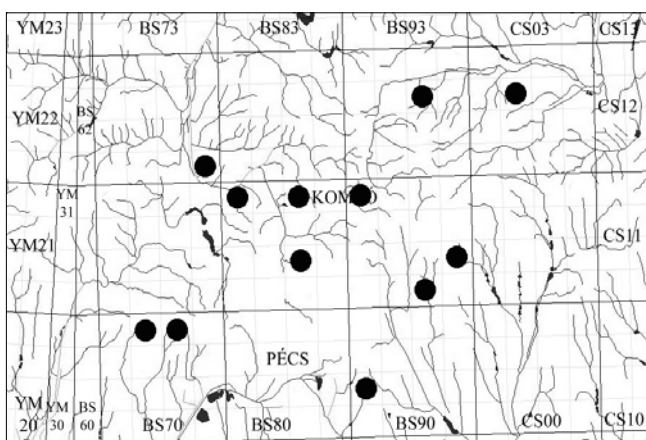 YM23 BS73 BS83 BS93 CS03 CS13
YM22 BS
62 CS12
KOMLÓ
YM
31
YM21 CS11
PÉCS
YM
20 YM
30 BS
60 BS70 BS80 BS90 CS00 CS10